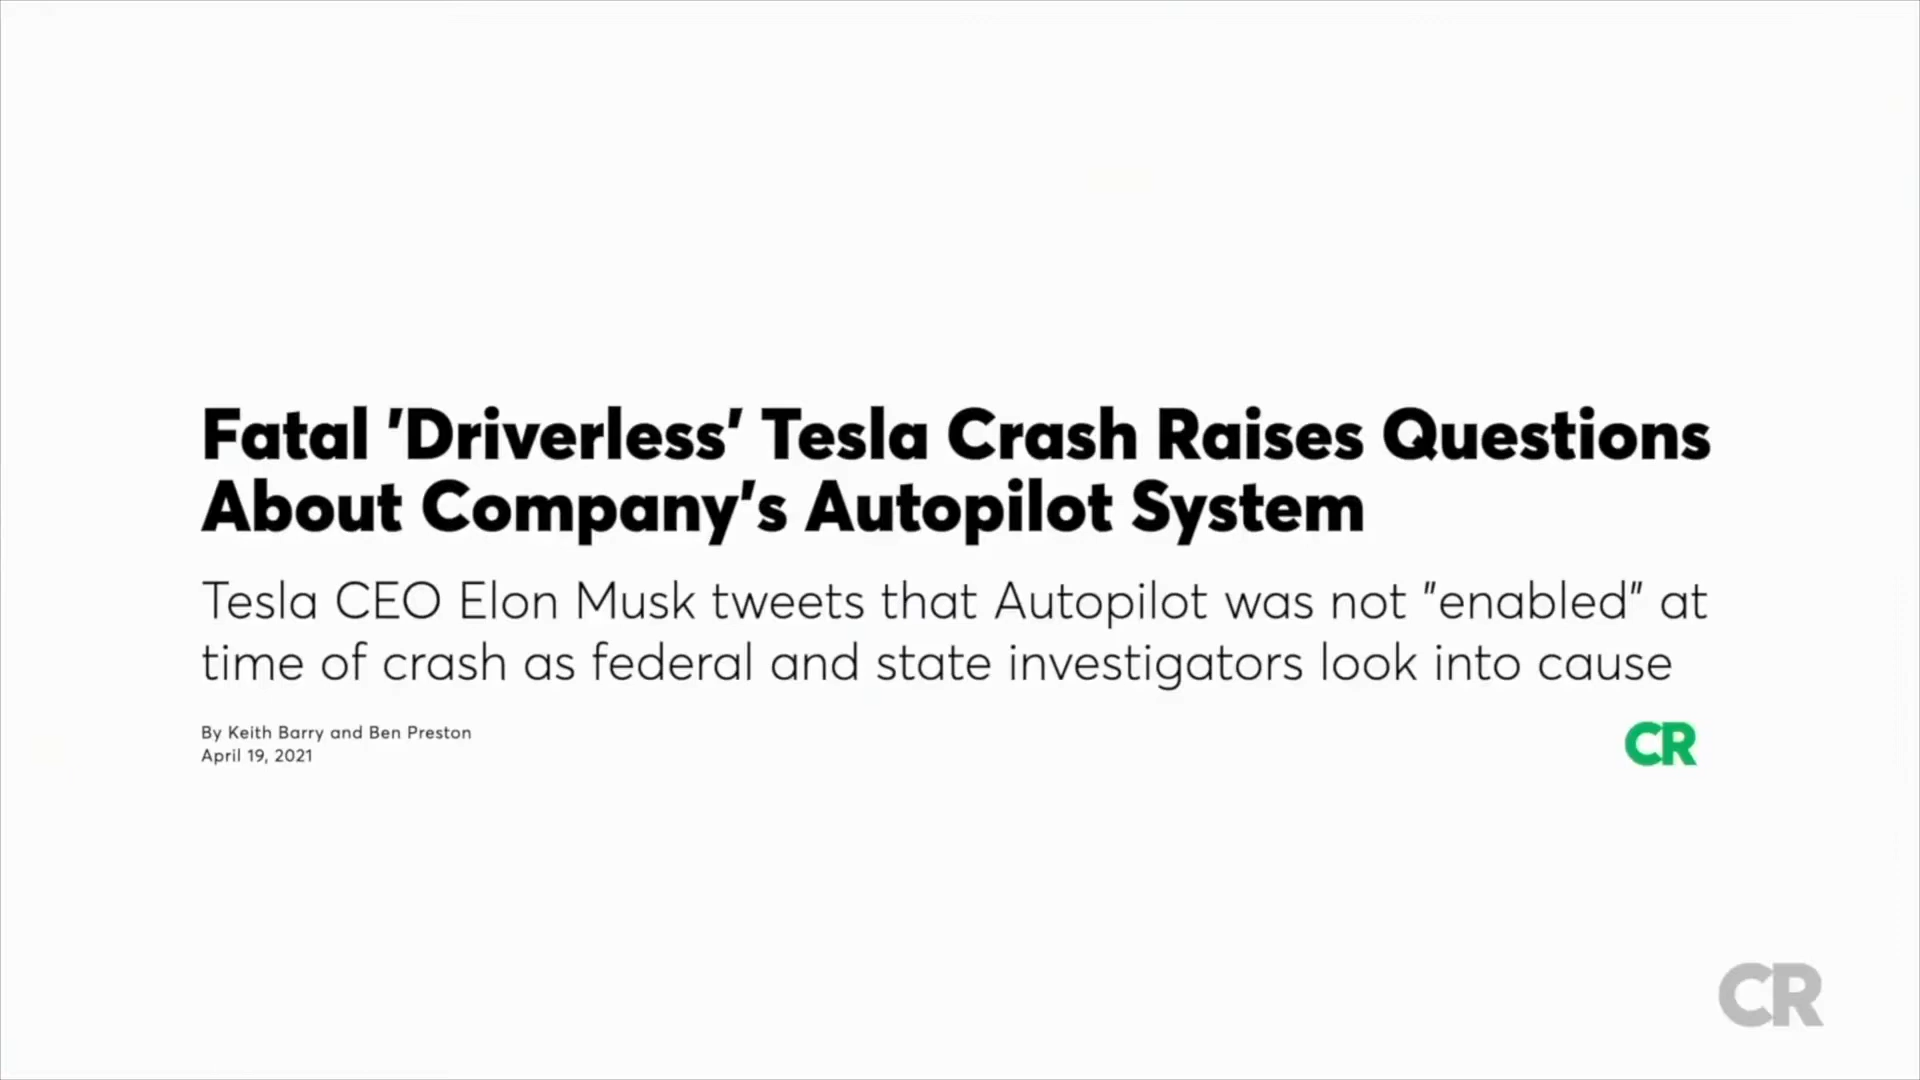 Fatal 'Driverless' Tesla Crash Raises Questions
About Company's Autopilot System
Tesla CEO Elon Musk tweets that Autopilot was not "enabled" at
time of crash as federal and state investigators look into cause
By Keith Barry and Ben Preston
April 19, 2021
CR
CR